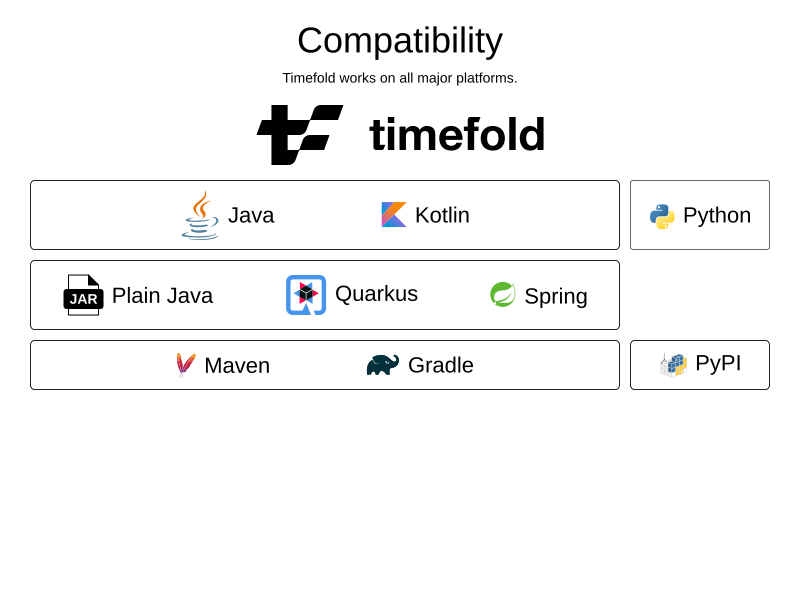 Compatibility
Timefold works on all major platforms.
timefold
Java Kotlin Python
JAR Plain Java Quarkus Spring
Maven Gradle PyPI